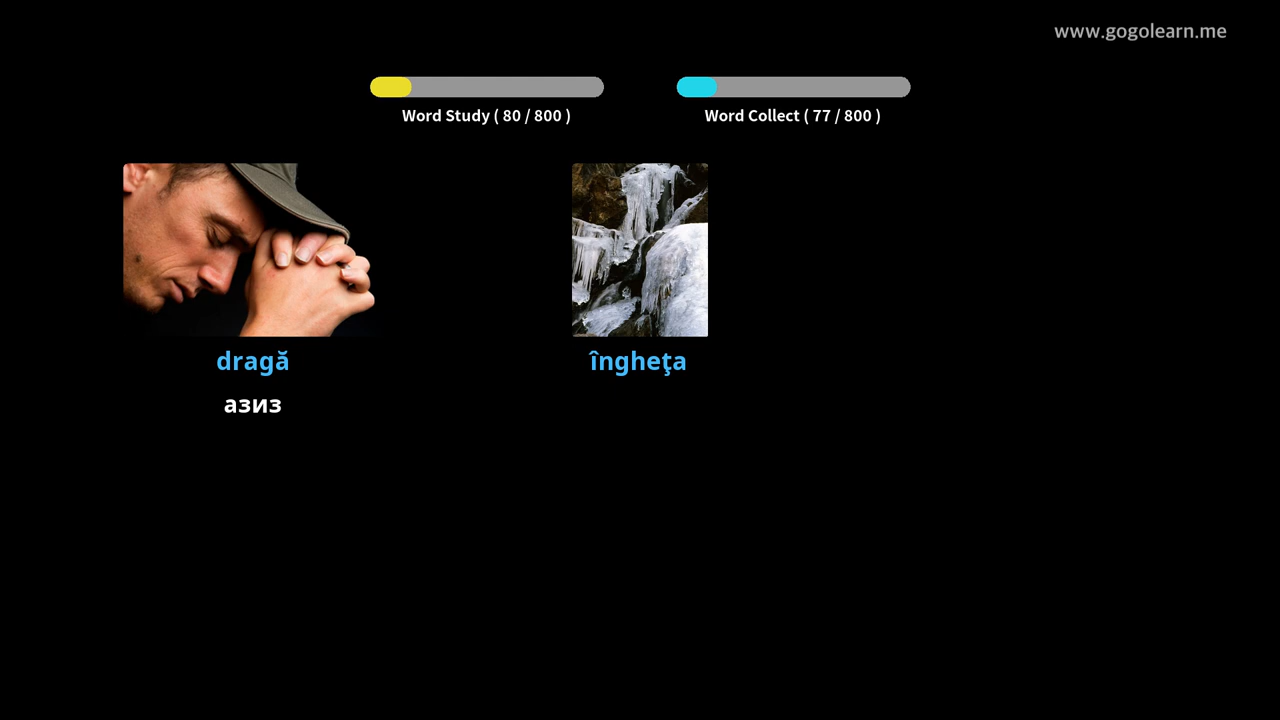 www.gogolearn.me
Word Study ( 80 / 800 )
Word Collect ( 77 / 800 )
dragă
îngheţa
азиз